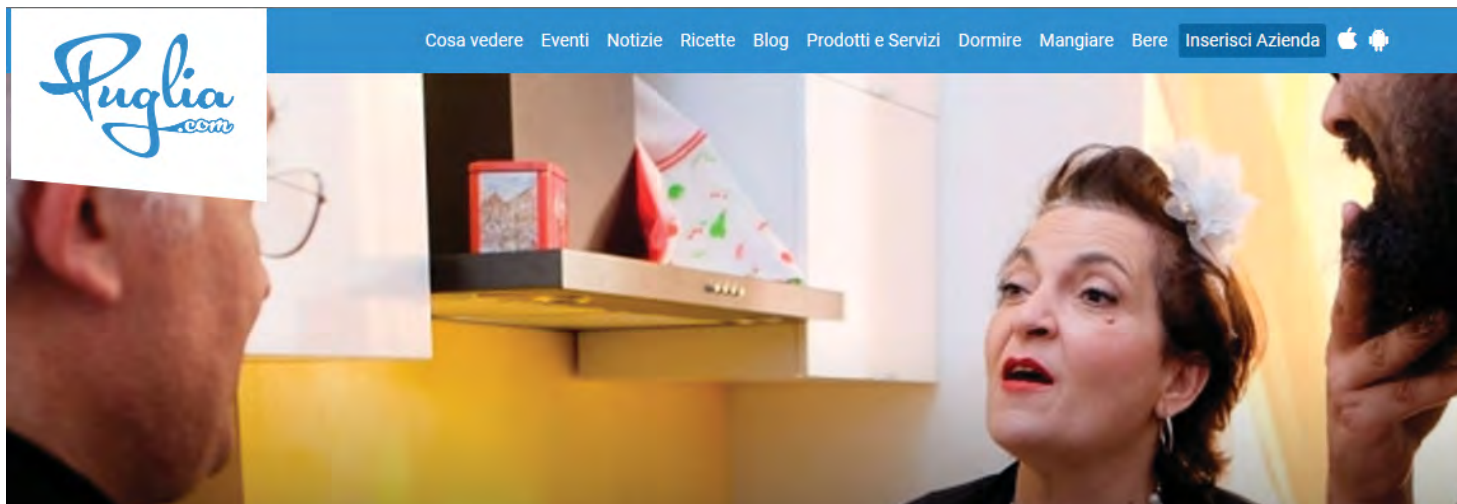 Puglia
.com
Cosa vedere Eventi Notizie Ricette Blog Prodotti e Servizi Dormire Mangiare Bere Inserisci Azienda